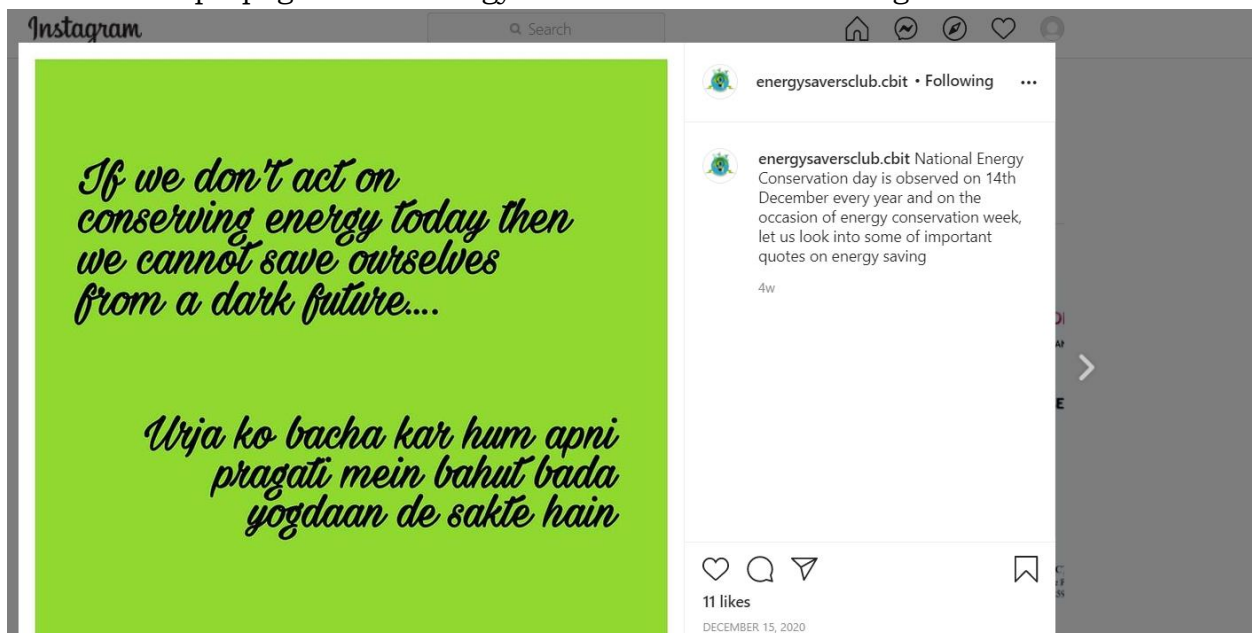 Instagram
Search
If we don't act on
conserving energy today then
we cannot save ourselves
from a dark future....
Urja ko bacha kar hum apni
pragati mein bahut bada
yogdaan de sakte hain
energysaversclub.cbit • Following
energysaversclub.cbit National Energy
Conservation day is observed on 14th
December every year and on the
occasion of energy conservation week,
let us look into some of important
quotes on energy saving
4w
11 likes
DECEMBER 15, 2020